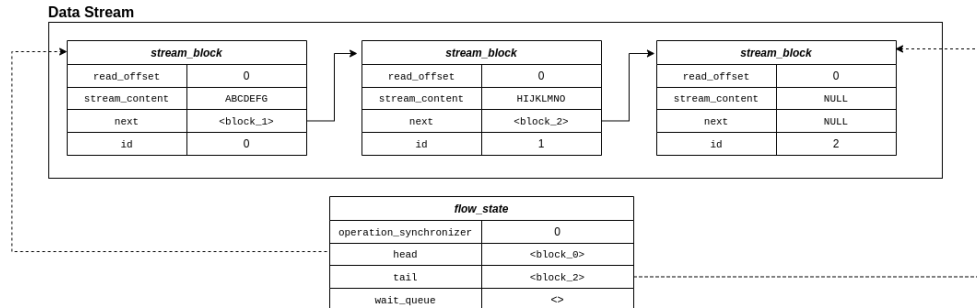 Data Stream
stream_block stream_block stream_block
read_offset 0 read_offset 0 read_offset 0
stream_content ABCDEFG stream_content HIJKLMNO stream_content NULL
next <block_1> next <block_2> next NULL
id 0 id 1 id 2
flow_state
operation_synchronizer 0
head <block_0>
tail <block_2>
wait_queue <>